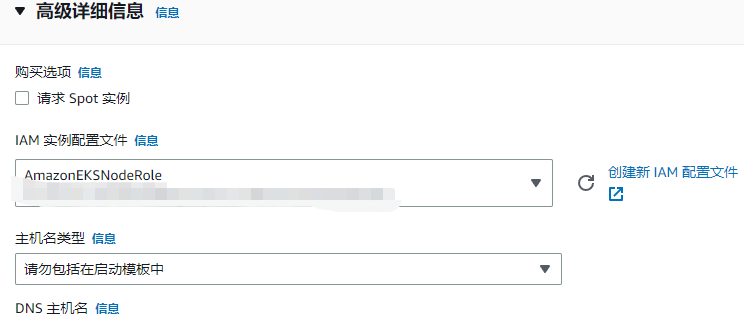 高级详细信息 信息
购买选项 信息
请求 Spot 实例
IAM 实例配置文件 信息
AmazonEKSNodeRole
创建新 IAM 配置文件
主机名类型 信息
请勿包括在启动模板中
DNS 主机名 信息